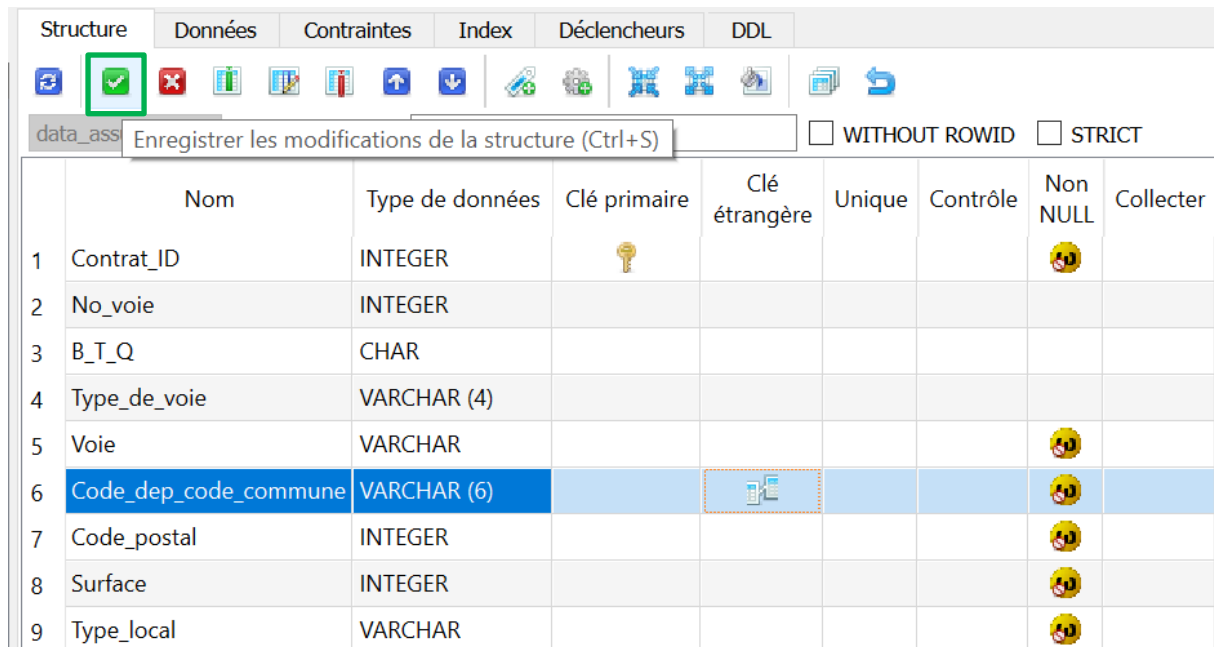 Structure Données Contraintes Index Déclencheurs DDL
data_ass WITHOUT ROWID STRICT
Enregistrer les modifications de la structure (Ctrl+S)
Nom Type de données Clé primaire Clé étrangère Unique Contrôle Non NULL Collecter
1 Contrat_ID INTEGER
2 No_voie INTEGER
3 B_T_Q CHAR
4 Type_de_voie VARCHAR (4)
5 Voie VARCHAR
6 Code_dep_code_commune VARCHAR (6)
7 Code_postal INTEGER
8 Surface INTEGER
9 Type_local VARCHAR